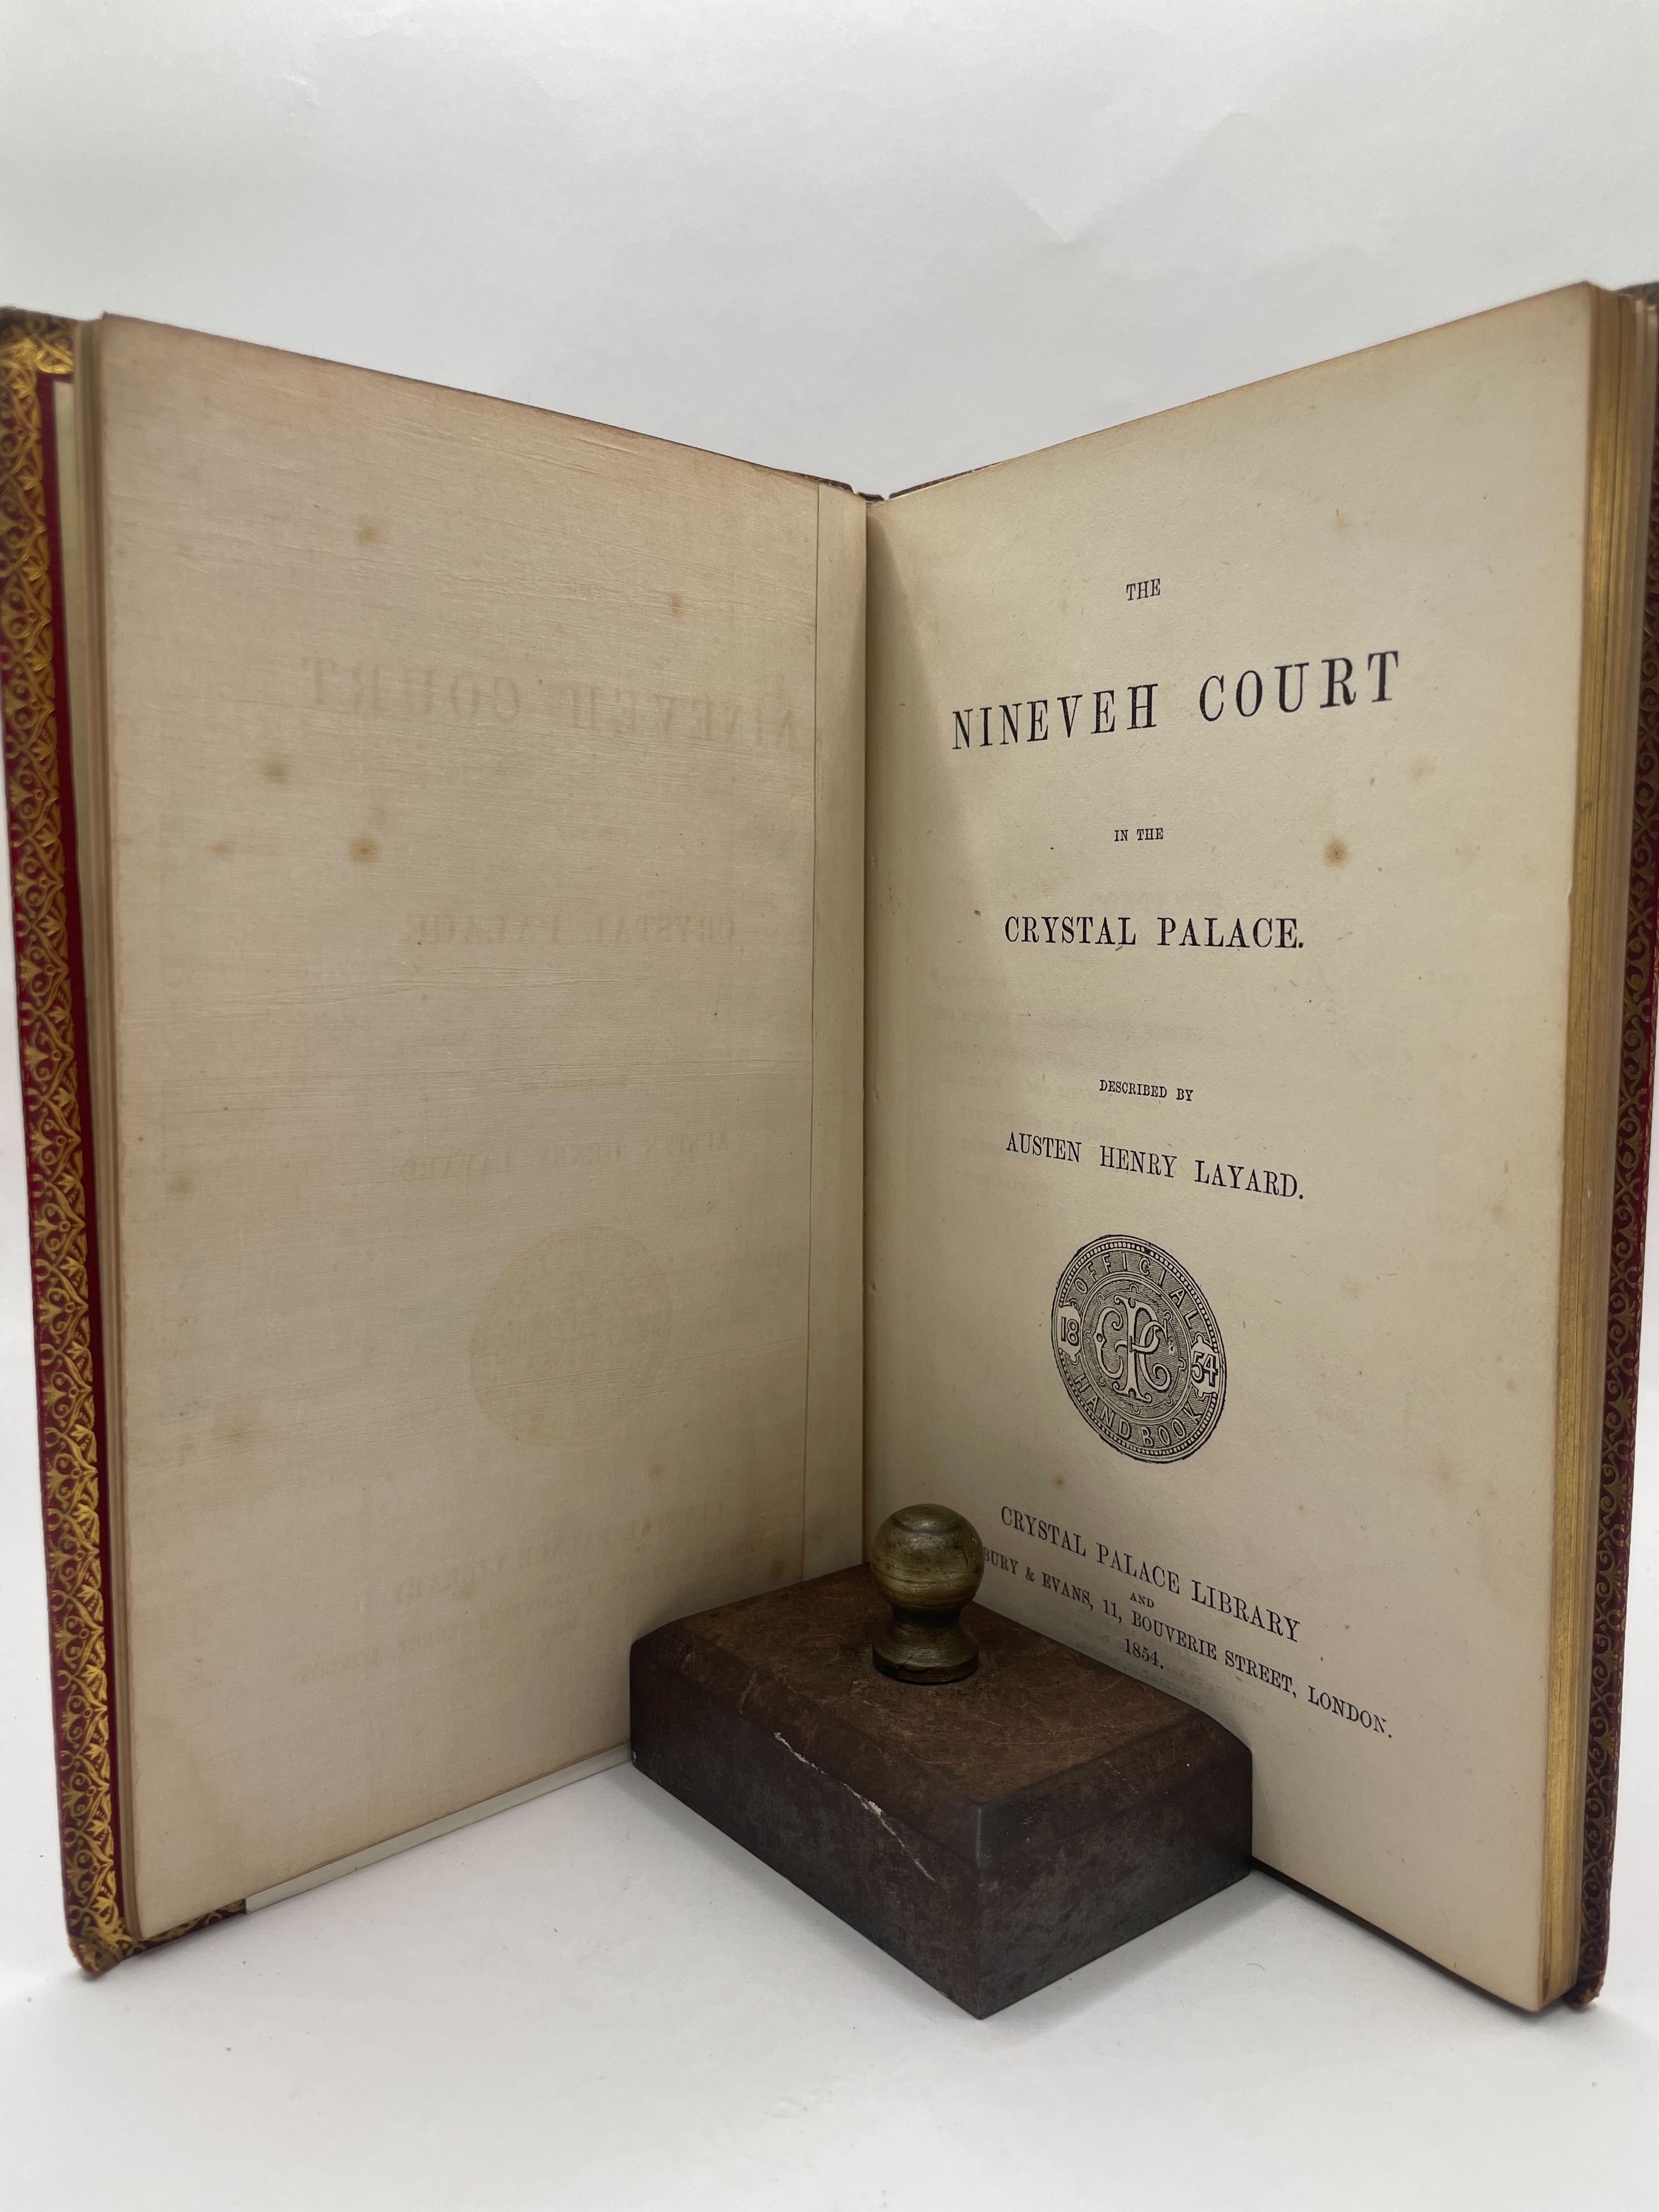 THE
NINEVEH COURT
IN THE
CRYSTAL PALACE.
DESCRIBED BY
AUSTEN HENRY LAYARD.
OFFICIAL
18 CPC 54
HANDBOOK
CRYSTAL PALACE LIBRARY
AND
BURY & EVANS, 11, BOUVERIE STREET, LONDON.
1854.